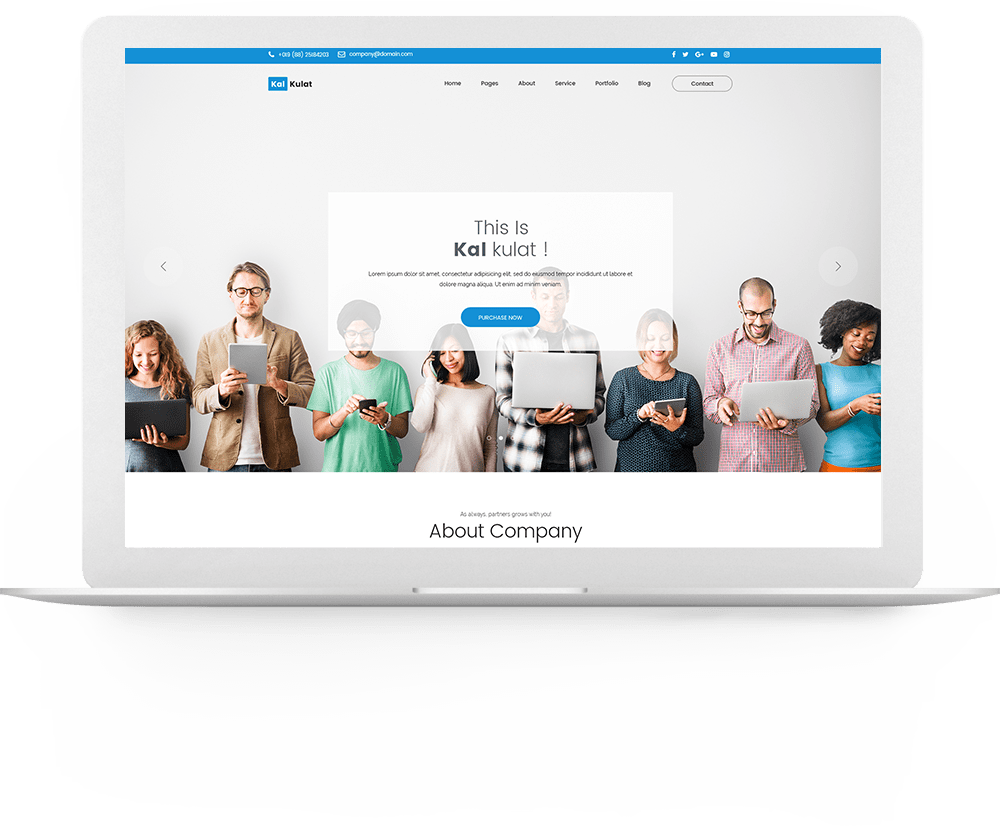 +019 (88) 25184203 company@domain.com
Kal Kulat Home Pages About Service Portfolio Blog Contact
This Is
Kal kulat !
Lorem ipsum dolor sit amet, consectetur adipisicing elit, sed do eiusmod tempor incididunt ut labore et
dolore magna aliqua. Ut enim ad minim veniam.
PURCHASE NOW
As always, partners grows with you!
About Company